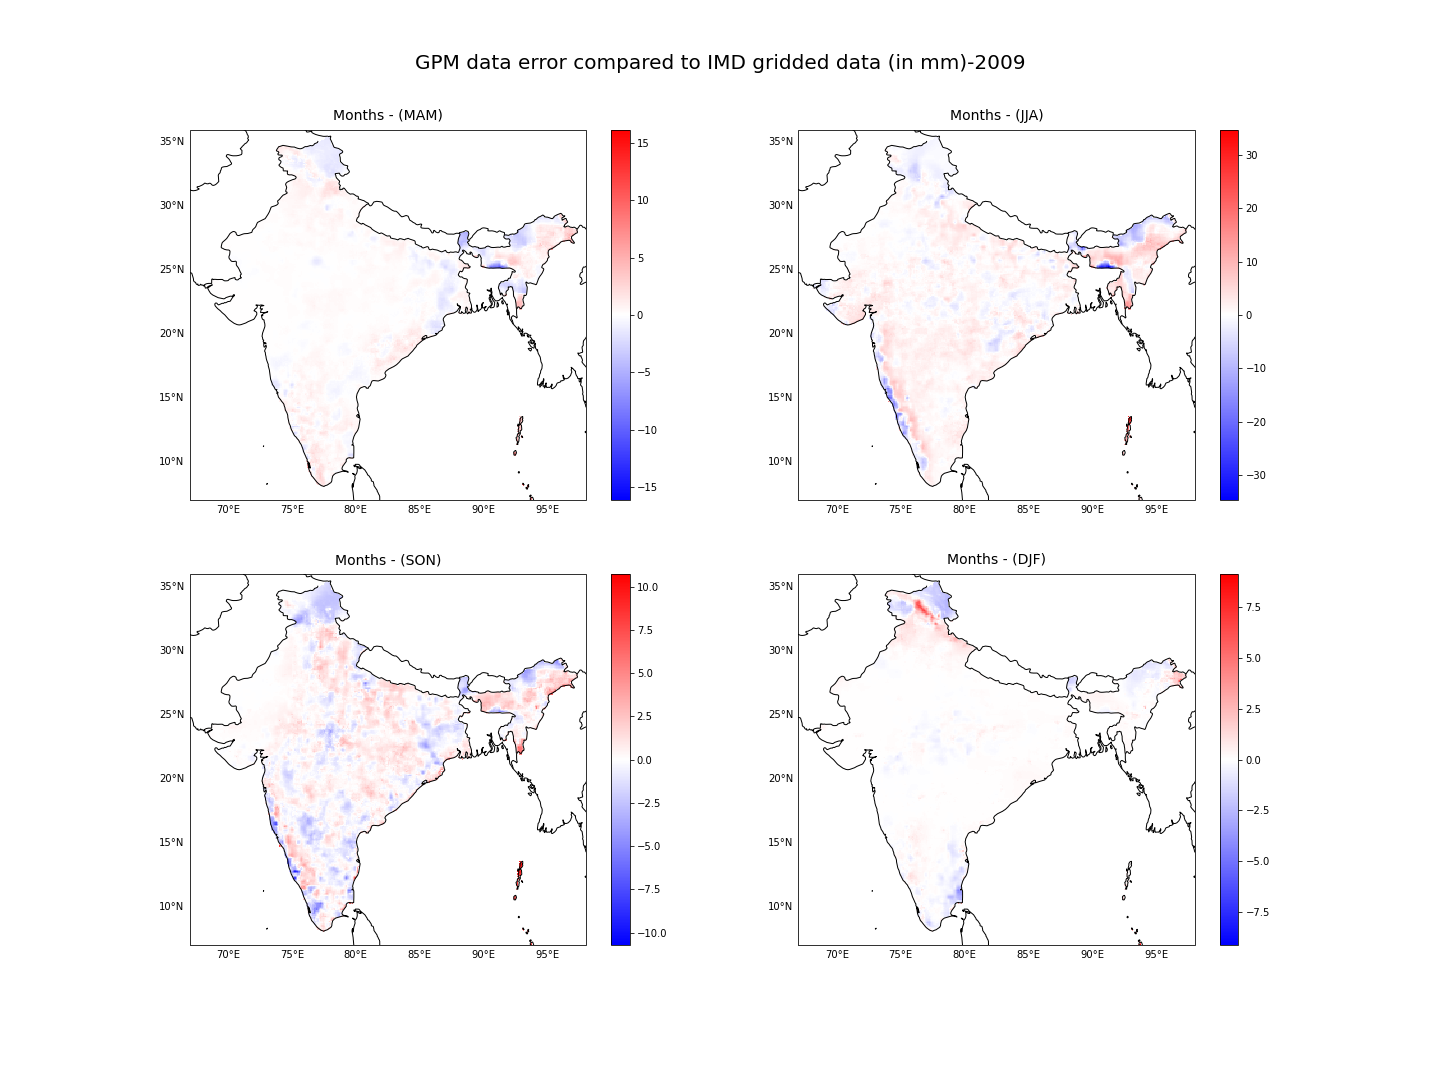 GPM data error compared to IMD gridded data (in mm)-2009
Months - (MAM)
35°N
30°N
25°N
20°N
15°N
10°N
70°E 75°E 80°E 85°E 90°E 95°E
15
10
5
0
−5
−10
−15
Months - (JJA)
35°N
30°N
25°N
20°N
15°N
10°N
70°E 75°E 80°E 85°E 90°E 95°E
30
20
10
0
−10
−20
−30
Months - (SON)
35°N
30°N
25°N
20°N
15°N
10°N
70°E 75°E 80°E 85°E 90°E 95°E
10.0
7.5
5.0
2.5
0.0
−2.5
−5.0
−7.5
−10.0
Months - (DJF)
35°N
30°N
25°N
20°N
15°N
10°N
70°E 75°E 80°E 85°E 90°E 95°E
7.5
5.0
2.5
0.0
−2.5
−5.0
−7.5